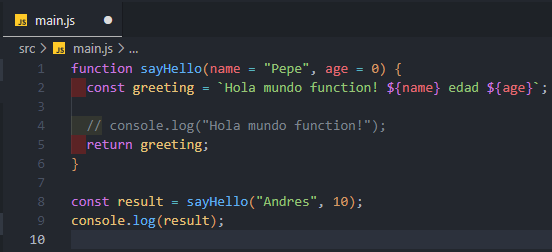 JS main.js
src > JS main.js > ...
1 function sayHello(name = "Pepe", age = 0) {
2   const greeting = `Hola mundo function! ${name} edad ${age}`;
3
4   // console.log("Hola mundo function!");
5   return greeting;
6 }
7
8 const result = sayHello("Andres", 10);
9 console.log(result);
10